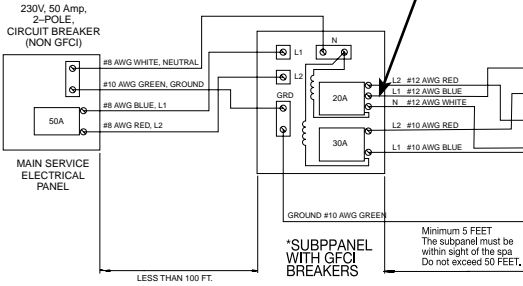 230V, 50 Amp,
2–POLE,
CIRCUIT BREAKER
(NON GFCI)
#8 AWG WHITE, NEUTRAL
#10 AWG GREEN, GROUND
#8 AWG BLUE, L1
50A
#8 AWG RED, L2
MAIN SERVICE
ELECTRICAL
PANEL
LESS THAN 100 FT.
N
L1
L2
GRD
20A
30A
L2 #12 AWG RED
L1 #12 AWG BLUE
N #12 AWG WHITE
L2 #10 AWG RED
L1 #10 AWG BLUE
GROUND #10 AWG GREEN
*SUBPPANEL
WITH GFCI
BREAKERS
Minimum 5 FEET
The subpanel must be
within sight of the spa
Do not exceed 50 FEET.